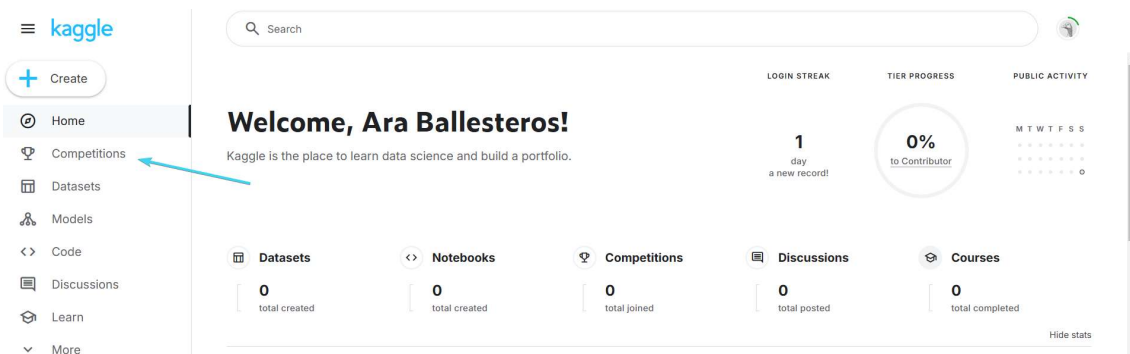 kaggle
Search
Create
Home
Competitions
Datasets
Models
Code
Discussions
Learn
More
Welcome, Ara Ballesteros!
Kaggle is the place to learn data science and build a portfolio.
LOGIN STREAK
1
day
a new record!
TIER PROGRESS
0%
to Contributor
PUBLIC ACTIVITY
M T W T F S S
Datasets
0
total created
Notebooks
0
total created
Competitions
0
total joined
Discussions
0
total posted
Courses
0
total completed
Hide stats